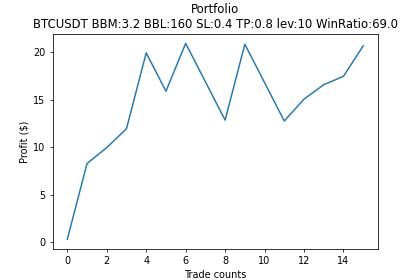 Portfolio
BTCUSDT BBM:3.2 BBL:160 SL:0.4 TP:0.8 lev:10 WinRatio:69.0
20
15
10
5
0
Profit ($)
0 2 4 6 8 10 12 14
Trade counts